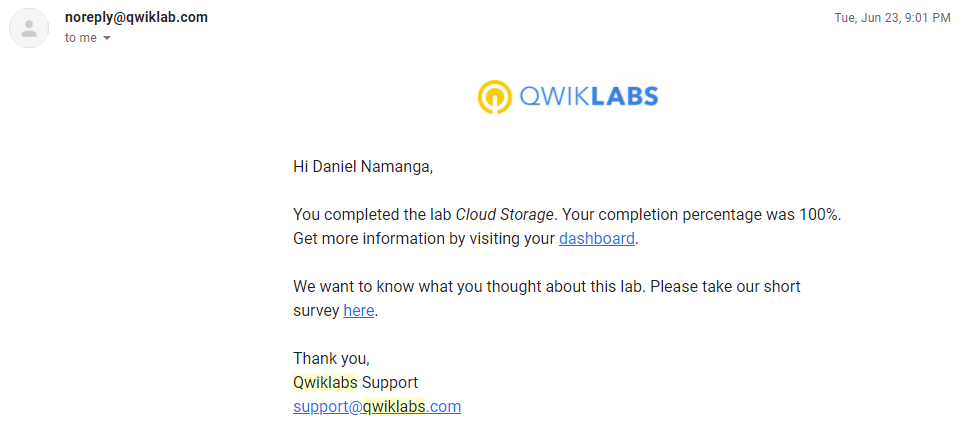 noreply@qwiklab.com
Tue, Jun 23, 9:01 PM
to me
QWIKLABS
Hi Daniel Namanga,
You completed the lab Cloud Storage. Your completion percentage was 100%.
Get more information by visiting your dashboard.
We want to know what you thought about this lab. Please take our short
survey here.
Thank you,
Qwiklabs Support
support@qwiklabs.com